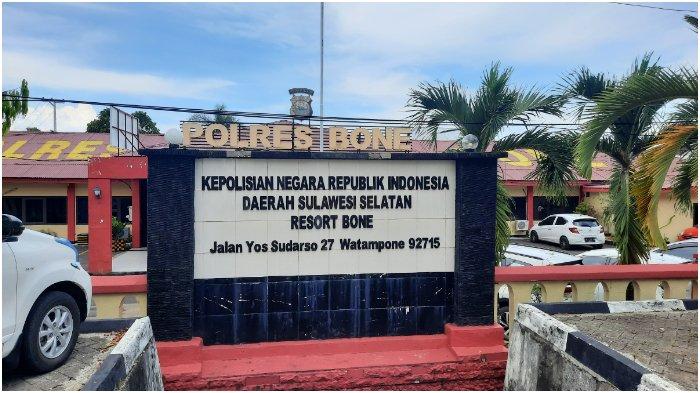 POLRES BONE
KEPOLISIAN NEGARA REPUBLIK INDONESIA
DAERAH SULAWESI SELATAN
RESORT BONE
Jalan Yos Sudarso 27 Watampone 92715